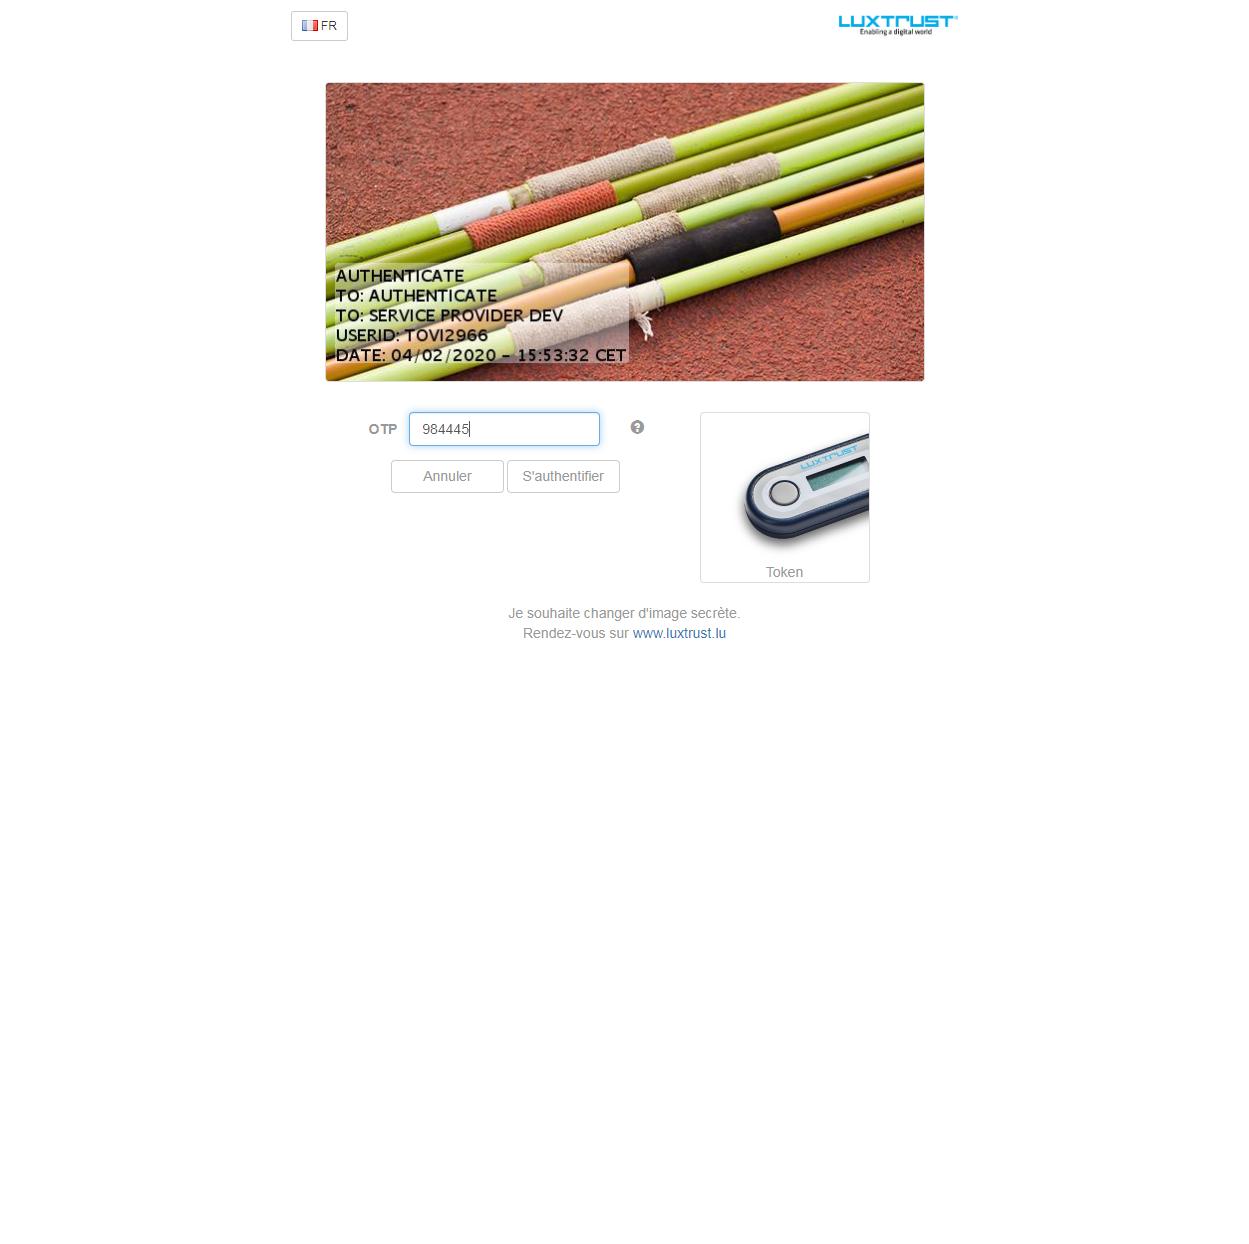 FR
LUXTRUST
Enabling a digital world
AUTHENTICATE
TO: AUTHENTICATE
TO: SERVICE PROVIDER DEV
USERID: TOVI2966
DATE: 04/02/2020 - 15:53:32 CET
OTP
984445
?
Annuler
S'authentifier
LUXTRUST
Token
Je souhaite changer d'image secrète.
Rendez-vous sur www.luxtrust.lu